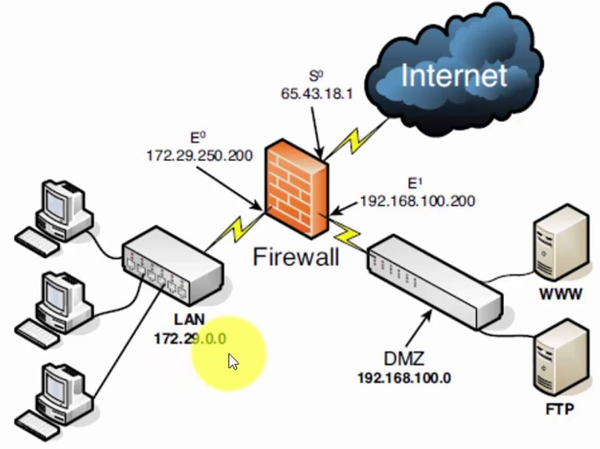 Internet
S⁰
65.43.18.1
E⁰
172.29.250.200
E¹
192.168.100.200
Firewall
LAN
172.29.0.0
DMZ
192.168.100.0
WWW
FTP